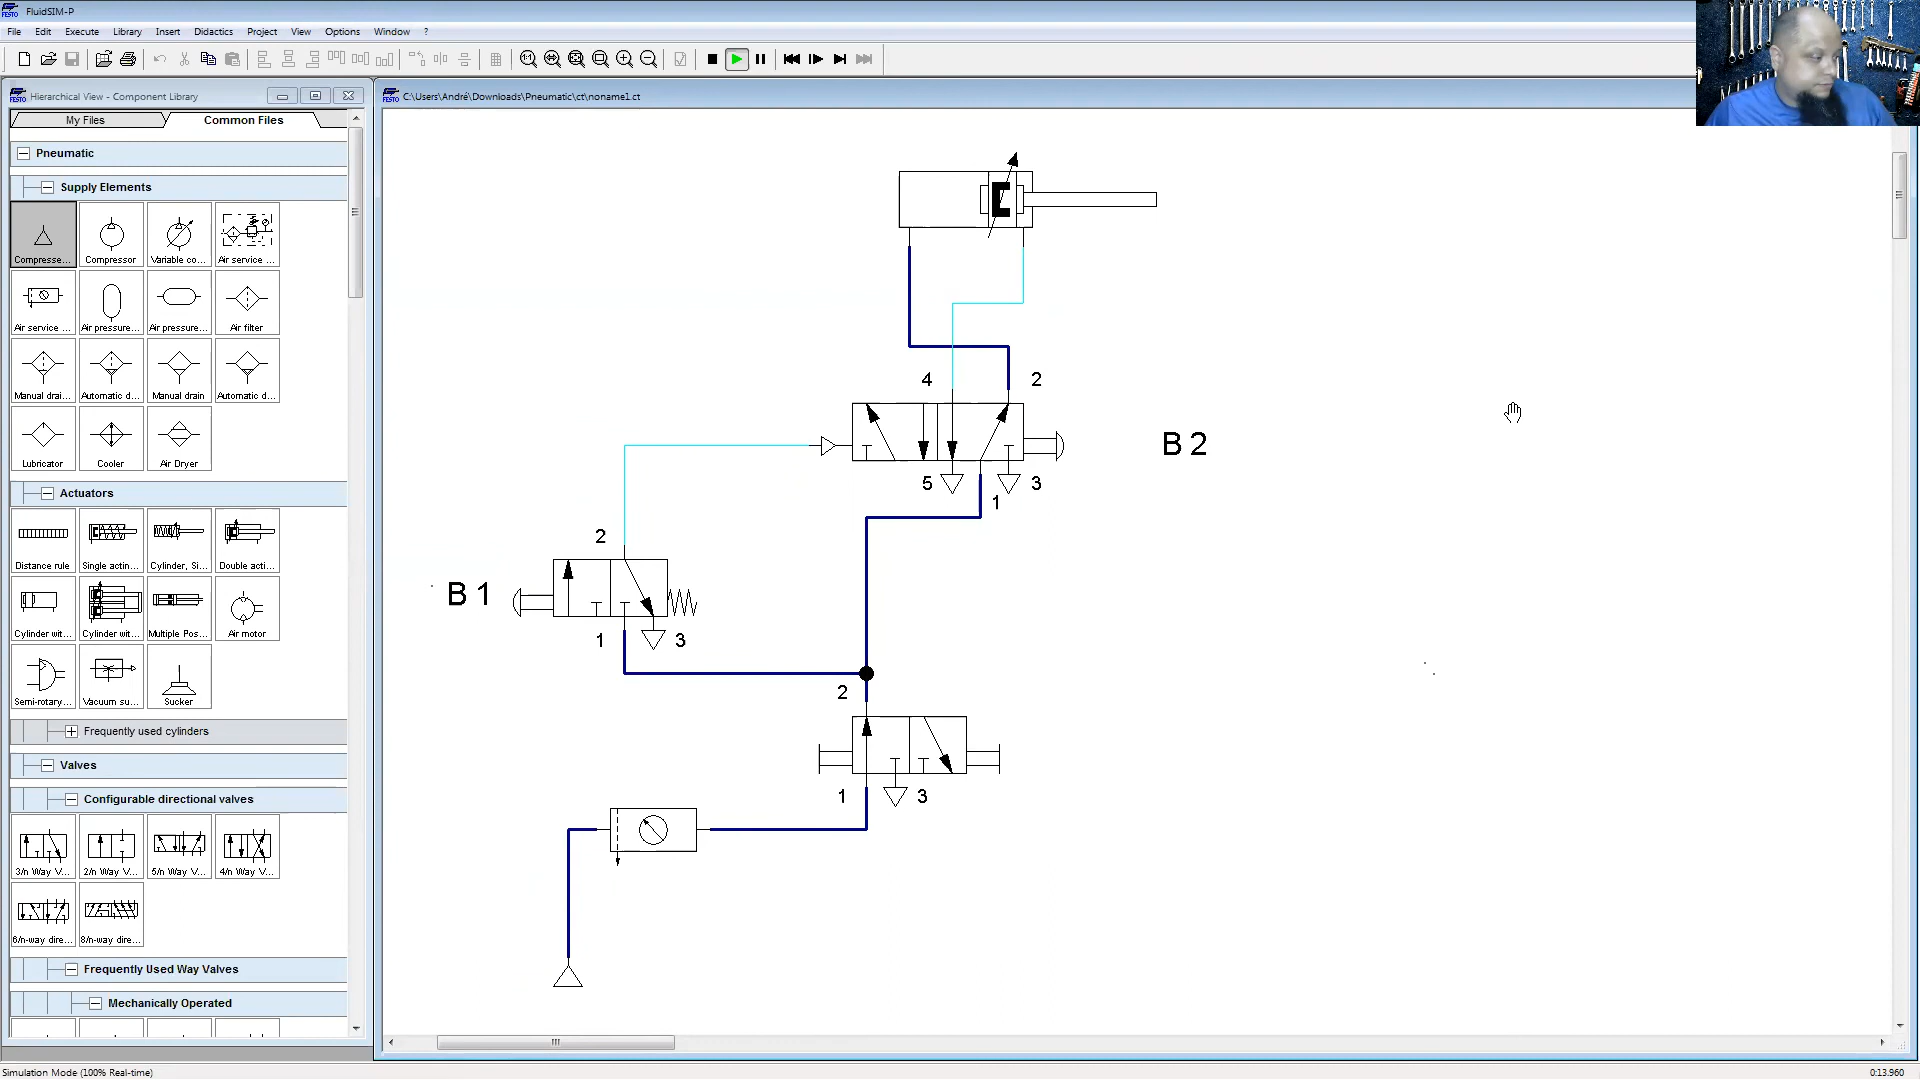 FESTO
FluidSIM-P
File Edit Execute Library Insert Didactics Project View Options Window ?
FESTO
Hierarchical View - Component Library
FESTO
C:\Users\André\Downloads\Pneumatic\ct\noname1.ct
My Files
Common Files
Pneumatic
Supply Elements
Compresse... Compressor Variable co... Air service ...
Air service ... Air pressure... Air pressure... Air filter
Manual drai... Automatic d... Manual drain Automatic d...
Lubricator Cooler Air Dryer
Actuators
Distance rule Single actin... Cylinder, Si... Double acti...
Cylinder wit... Cylinder wit... Multiple Pos... Air motor
Semi-rotary... Vacuum su... Sucker
Frequently used cylinders
Valves
Configurable directional valves
3/n Way V... 2/n Way V... 5/n Way V... 4/n Way V...
6/n-way dire... 8/n-way dire...
Frequently Used Way Valves
Mechanically Operated
4 2
B 2
5 3
1
2
B 1
1 3
2
1 3
Simulation Mode (100% Real-time)
0:13.960